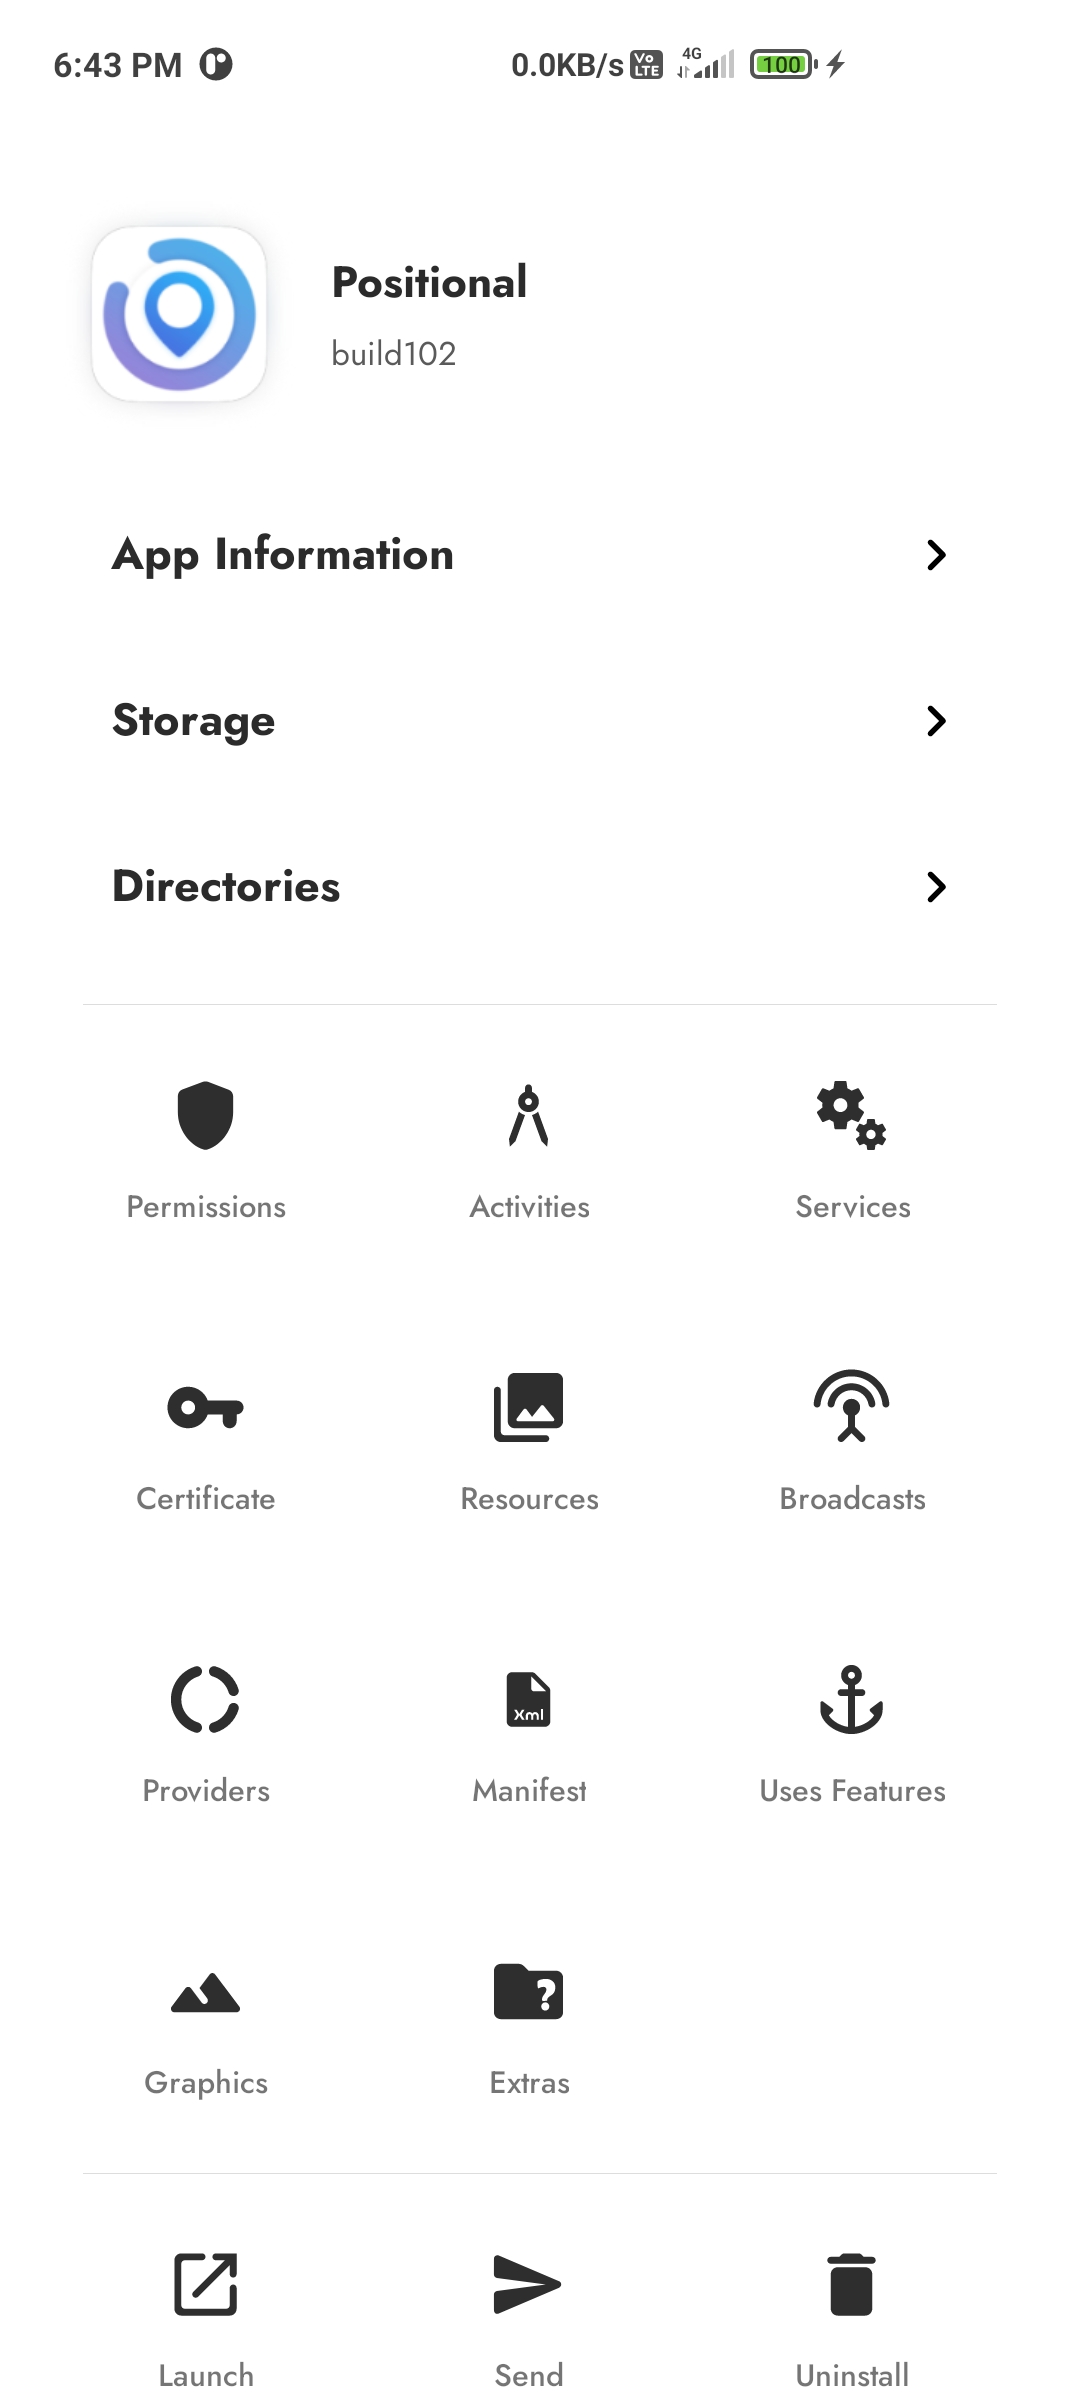 6:43 PM 0.0KB/s Vo LTE 4G 100
Positional
build102
App Information
Storage
Directories
Permissions Activities Services
Certificate Resources Broadcasts
Xml
Providers Manifest Uses Features
?
Graphics Extras
Launch Send Uninstall